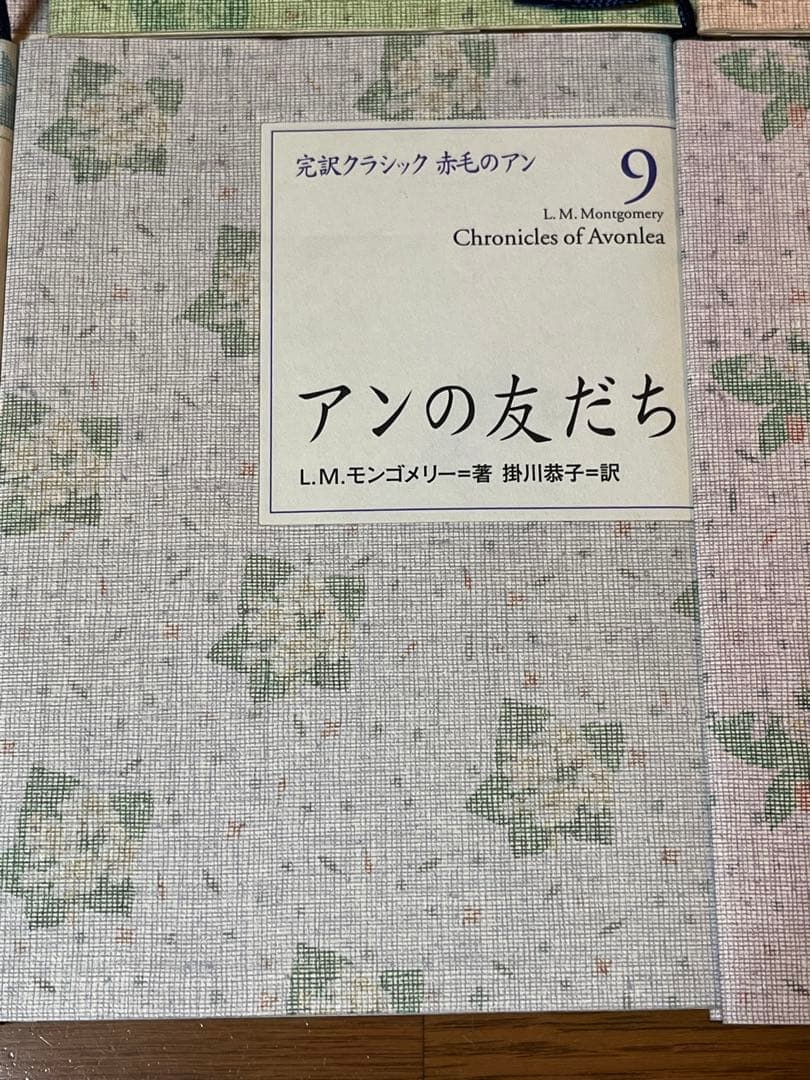 完訳クラシック 赤毛のアン
9
L. M. Montgomery
Chronicles of Avonlea
アンの友だち
L.M.モンゴメリー=著 掛川恭子=訳